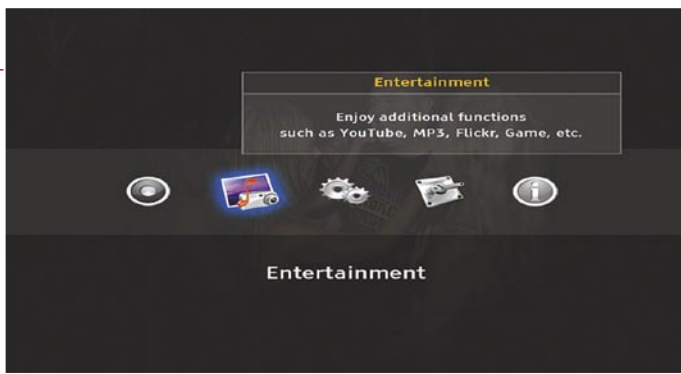 Entertainment
Enjoy additional functions
such as YouTube, MP3, Flickr, Game, etc.
Entertainment